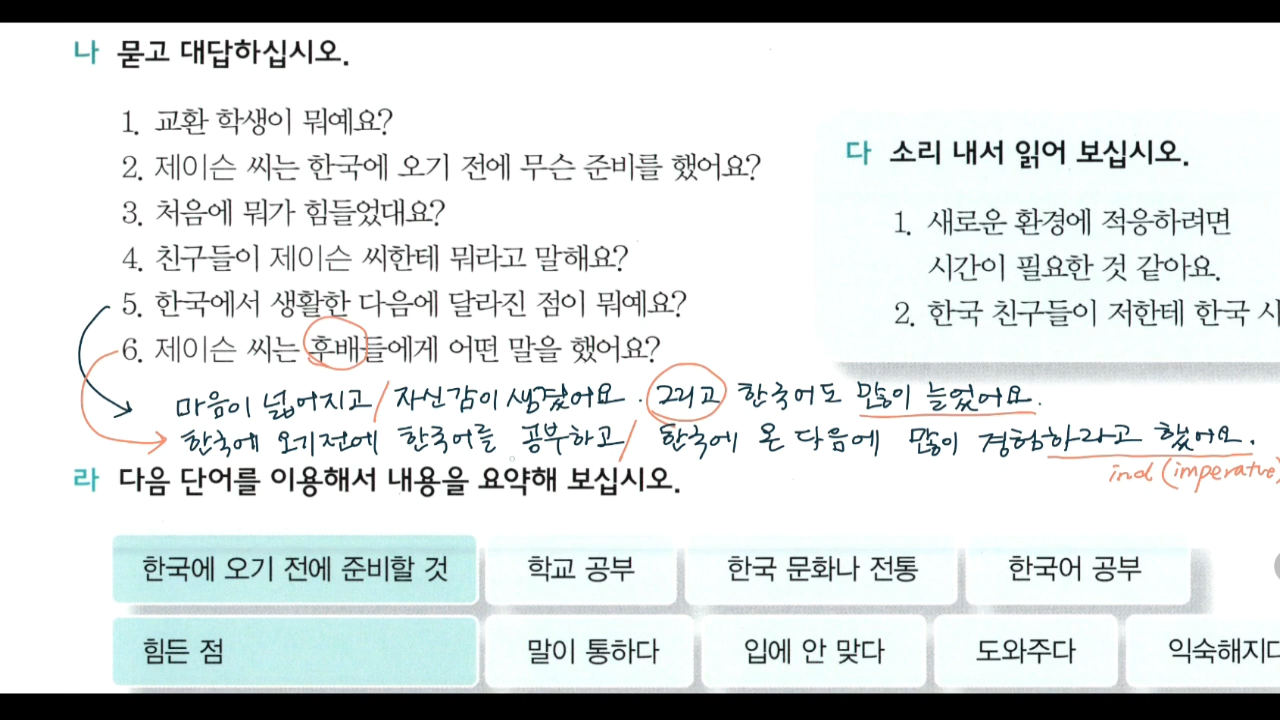 나 묻고 대답하십시오.
1. 교환 학생이 뭐예요?
2. 제이슨 씨는 한국에 오기 전에 무슨 준비를 했어요?
3. 처음에 뭐가 힘들었대요?
4. 친구들이 제이슨 씨한테 뭐라고 말해요?
5. 한국에서 생활한 다음에 달라진 점이 뭐예요?
6. 제이슨 씨는 후배들에게 어떤 말을 했어요?
마음이 넓어지고 / 자신감이 생겼어요. 그리고 한국어도 많이 늘었어요.
한국에 오기 전에 한국어를 공부하고 / 한국에 온 다음에 많이 경험하라고 했어요.
ind (imperative)
다 소리 내서 읽어 보십시오.
1. 새로운 환경에 적응하려면
시간이 필요한 것 같아요.
2. 한국 친구들이 저한테 한국 시
라 다음 단어를 이용해서 내용을 요약해 보십시오.
한국에 오기 전에 준비할 것 학교 공부 한국 문화나 전통 한국어 공부
힘든 점 말이 통하다 입에 안 맞다 도와주다 익숙해지다